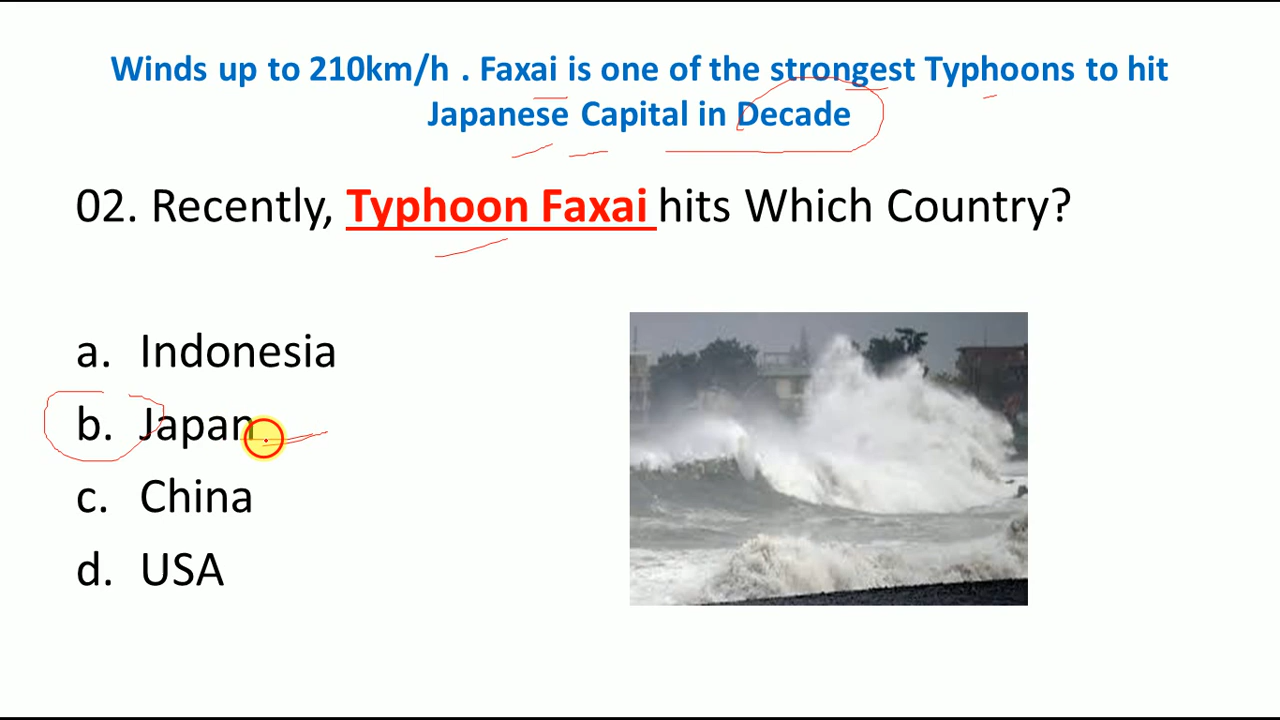 Winds up to 210km/h . Faxai is one of the strongest Typhoons to hit
Japanese Capital in Decade
02. Recently, Typhoon Faxai hits Which Country?
a. Indonesia
b. Japan
c. China
d. USA